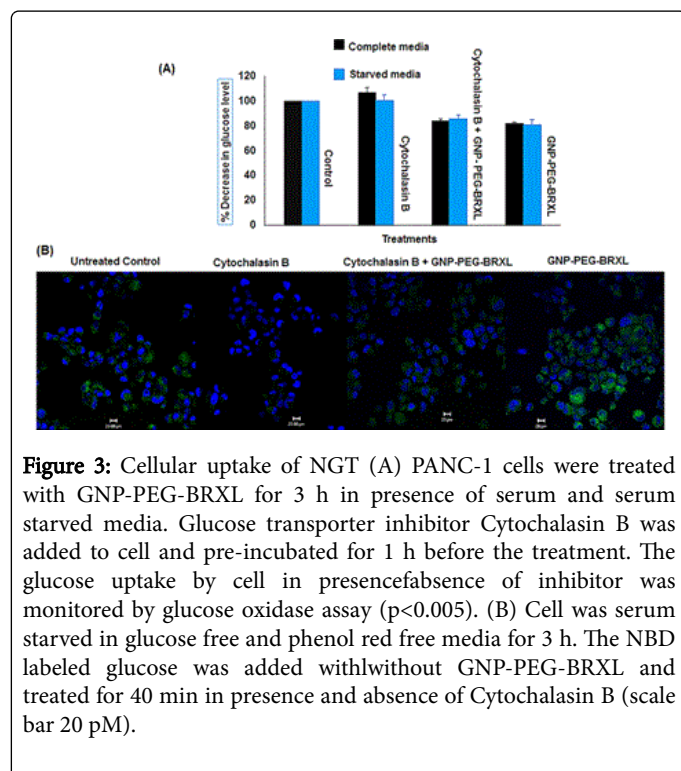 Complete media
Starved media
(A)
% Decrease in glucose level
120
100
80
60
40
20
0
Control
Cytochalasin B
Cytochalasin B + GNP- PEG-BRXL
GNP-PEG-BRXL
Treatments
(B)
Untreated Control
Cytochalasin B
Cytochalasin B + GNP-PEG-BRXL
GNP-PEG-BRXL
Figure 3: Cellular uptake of NGT (A) PANC-1 cells were treated
with GNP-PEG-BRXL for 3 h in presence of serum and serum
starved media. Glucose transporter inhibitor Cytochalasin B was
added to cell and pre-incubated for 1 h before the treatment. The
glucose uptake by cell in presencefabsence of inhibitor was
monitored by glucose oxidase assay (p<0.005). (B) Cell was serum
starved in glucose free and phenol red free media for 3 h. The NBD
labeled glucose was added withlwithout GNP-PEG-BRXL and
treated for 40 min in presence and absence of Cytochalasin B (scale
bar 20 pM).